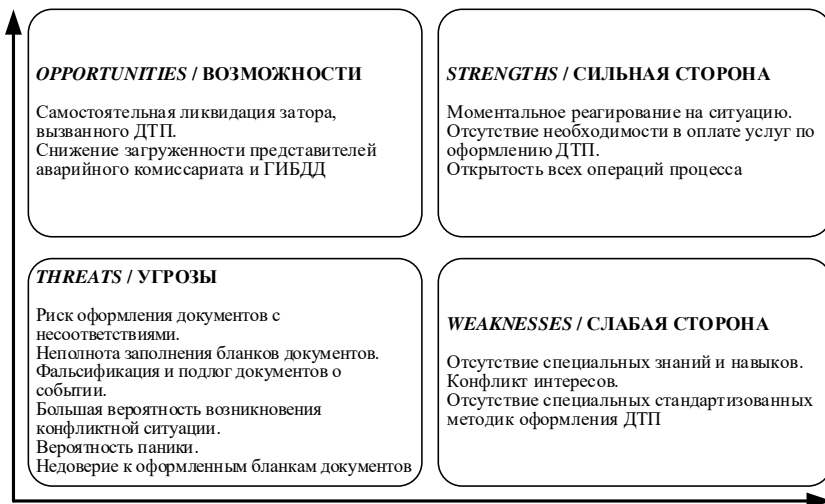 OPPORTUNITIES / ВОЗМОЖНОСТИ
Самостоятельная ликвидация затора,
вызванного ДТП.
Снижение загруженности представителей
аварийного комиссариата и ГИБДД
STRENGTHS / СИЛЬНАЯ СТОРОНА
Моментальное реагирование на ситуацию.
Отсутствие необходимости в оплате услуг по
оформлению ДТП.
Открытость всех операций процесса
THREATS / УГРОЗЫ
Риск оформления документов с
несоответствиями.
Неполнота заполнения бланков документов.
Фальсификация и подлог документов о
событии.
Большая вероятность возникновения
конфликтной ситуации.
Вероятность паники.
Недоверие к оформленным бланкам документов
WEAKNESSES / СЛАБАЯ СТОРОНА
Отсутствие специальных знаний и навыков.
Конфликт интересов.
Отсутствие специальных стандартизованных
методик оформления ДТП